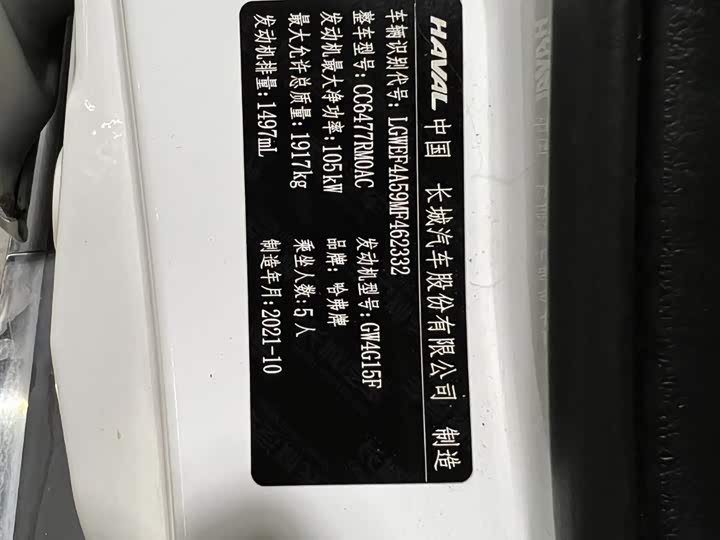 HAVAL 中国 长城汽车股份有限公司 制造
车辆识别代号:LGWEF4A59MF462332
整车型号:CC6477RM0AC 发动机型号:GW4G15F
发动机最大净功率:105kW 品牌:哈弗牌
最大允许总质量:1917kg 乘坐人数:5人
发动机排量:1497mL 制造年月:2021-10